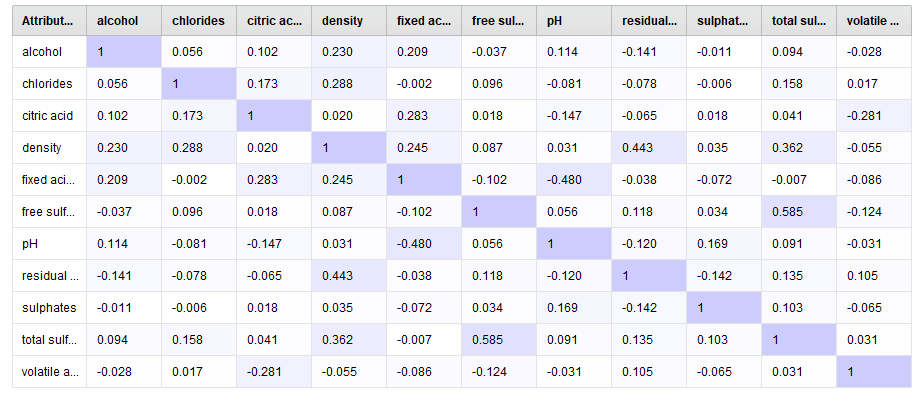 Attribut... alcohol chlorides citric ac... density fixed ac... free sul... pH residual... sulphat... total sul... volatile ...
alcohol 1 0.056 0.102 0.230 0.209 -0.037 0.114 -0.141 -0.011 0.094 -0.028
chlorides 0.056 1 0.173 0.288 -0.002 0.096 -0.081 -0.078 -0.006 0.158 0.017
citric acid 0.102 0.173 1 0.020 0.283 0.018 -0.147 -0.065 0.018 0.041 -0.281
density 0.230 0.288 0.020 1 0.245 0.087 0.031 0.443 0.035 0.362 -0.055
fixed aci... 0.209 -0.002 0.283 0.245 1 -0.102 -0.480 -0.038 -0.072 -0.007 -0.086
free sulf... -0.037 0.096 0.018 0.087 -0.102 1 0.056 0.118 0.034 0.585 -0.124
pH 0.114 -0.081 -0.147 0.031 -0.480 0.056 1 -0.120 0.169 0.091 -0.031
residual ... -0.141 -0.078 -0.065 0.443 -0.038 0.118 -0.120 1 -0.142 0.135 0.105
sulphates -0.011 -0.006 0.018 0.035 -0.072 0.034 0.169 -0.142 1 0.103 -0.065
total sulf... 0.094 0.158 0.041 0.362 -0.007 0.585 0.091 0.135 0.103 1 0.031
volatile a... -0.028 0.017 -0.281 -0.055 -0.086 -0.124 -0.031 0.105 -0.065 0.031 1